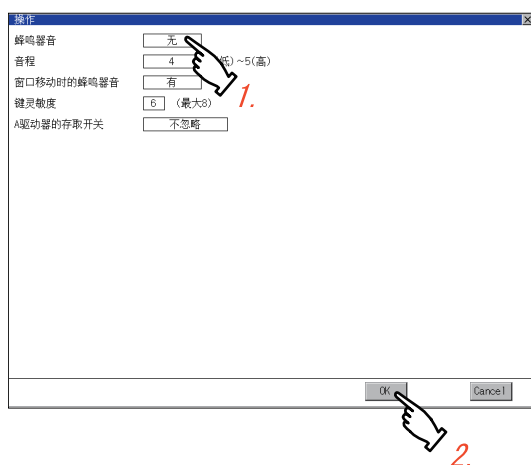 操作
蜂鸣器音 无
音程 4 低)~5(高)
窗口移动时的蜂鸣器音 有
键灵敏度 6 (最大8)
A驱动器的存取开关 不忽略
1.
OK Cancel
2.